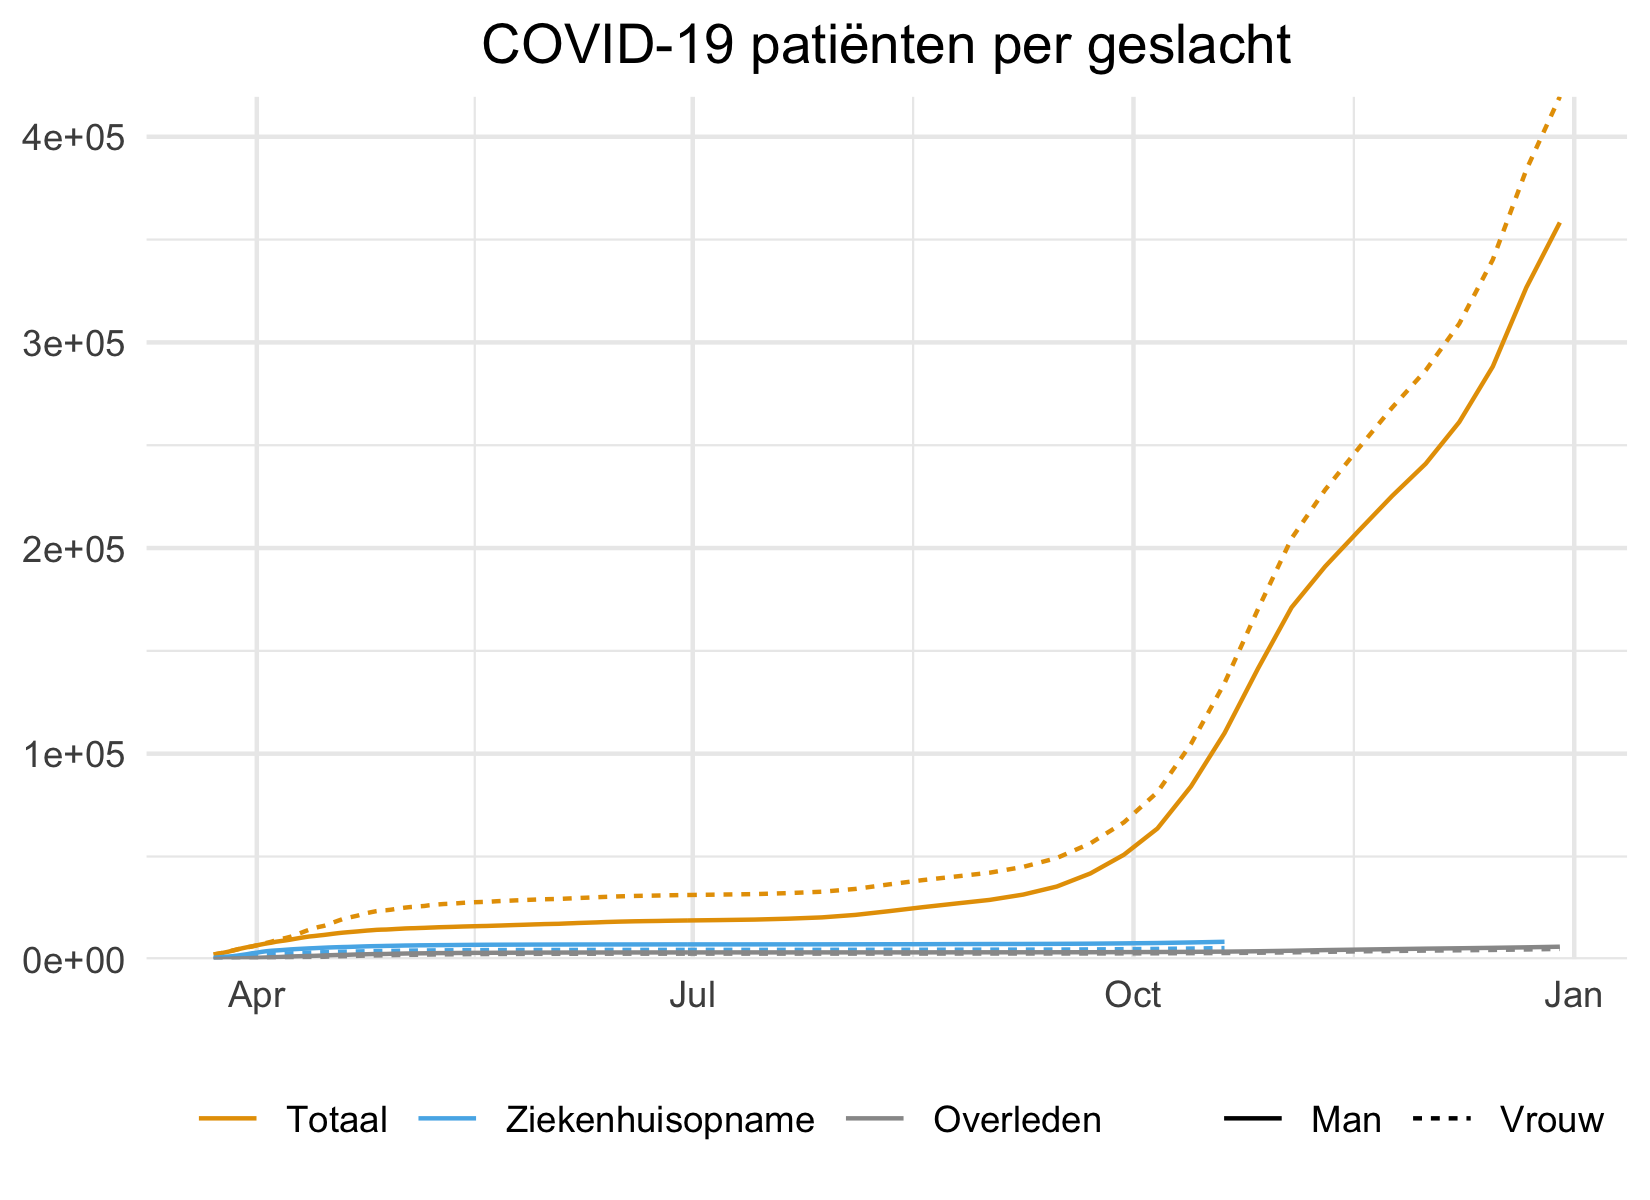 COVID-19 patiënten per geslacht
4e+05
3e+05
2e+05
1e+05
0e+00
Apr Jul Oct Jan
Totaal Ziekenhuisopname Overleden Man Vrouw